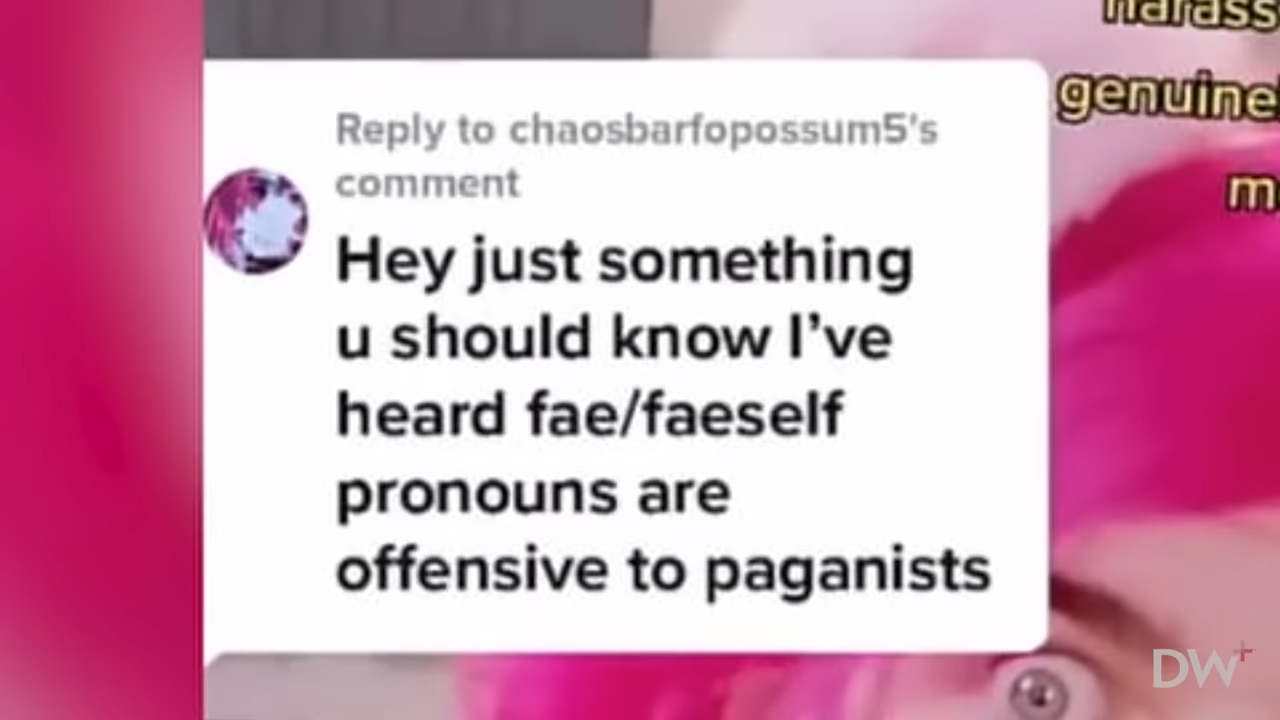 Reply to chaosbarfopossum5's
comment
Hey just something
u should know I've
heard fae/faeself
pronouns are
offensive to paganists
genuinel
DW+